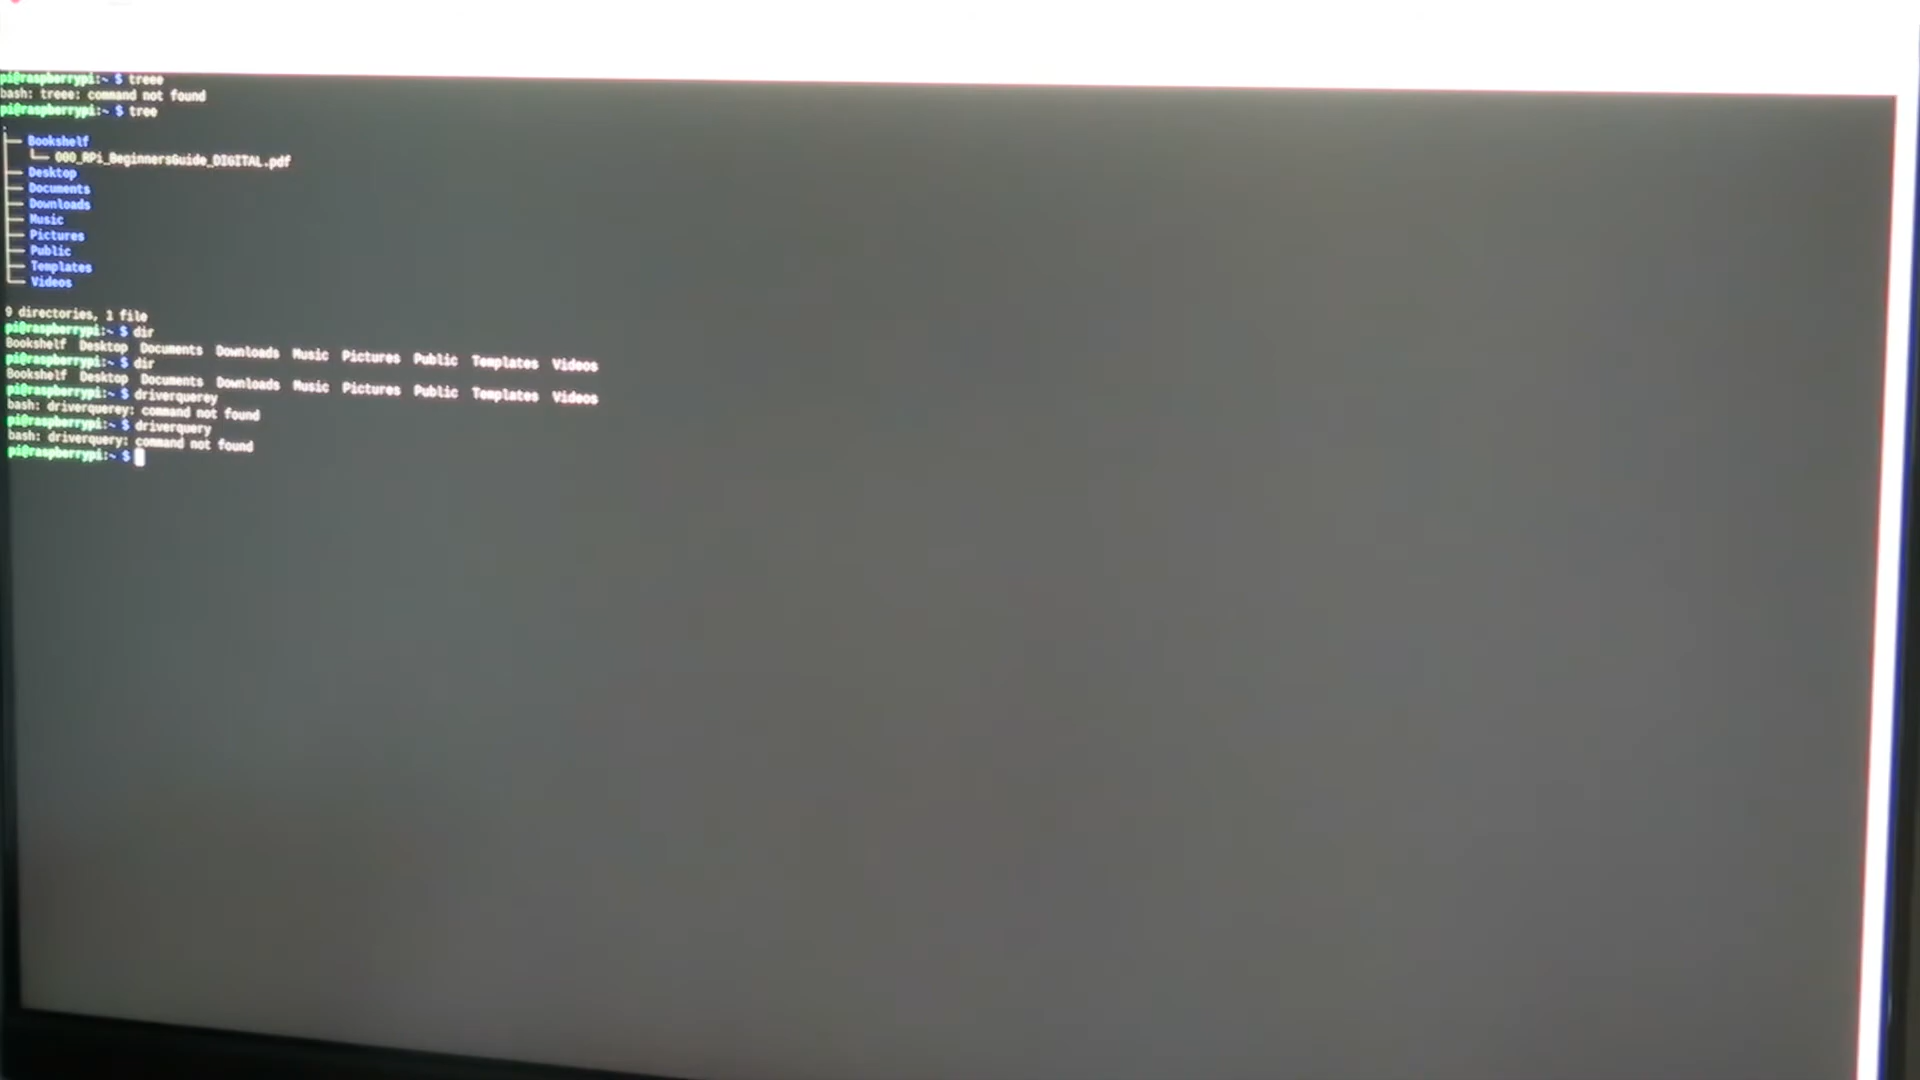 pi@raspberrypi:~ $ treee
bash: treee: command not found
pi@raspberrypi:~ $ tree
.
├── Bookshelf
│   └── 000_RPi_BeginnersGuide_DIGITAL.pdf
├── Desktop
├── Documents
├── Downloads
├── Music
├── Pictures
├── Public
├── Templates
└── Videos
9 directories, 1 file
pi@raspberrypi:~ $ dir
Bookshelf  Desktop  Documents  Downloads  Music  Pictures  Public  Templates  Videos
pi@raspberrypi:~ $ dir
Bookshelf  Desktop  Documents  Downloads  Music  Pictures  Public  Templates  Videos
pi@raspberrypi:~ $ driverquerey
bash: driverquerey: command not found
pi@raspberrypi:~ $ driverquery
bash: driverquery: command not found
pi@raspberrypi:~ $